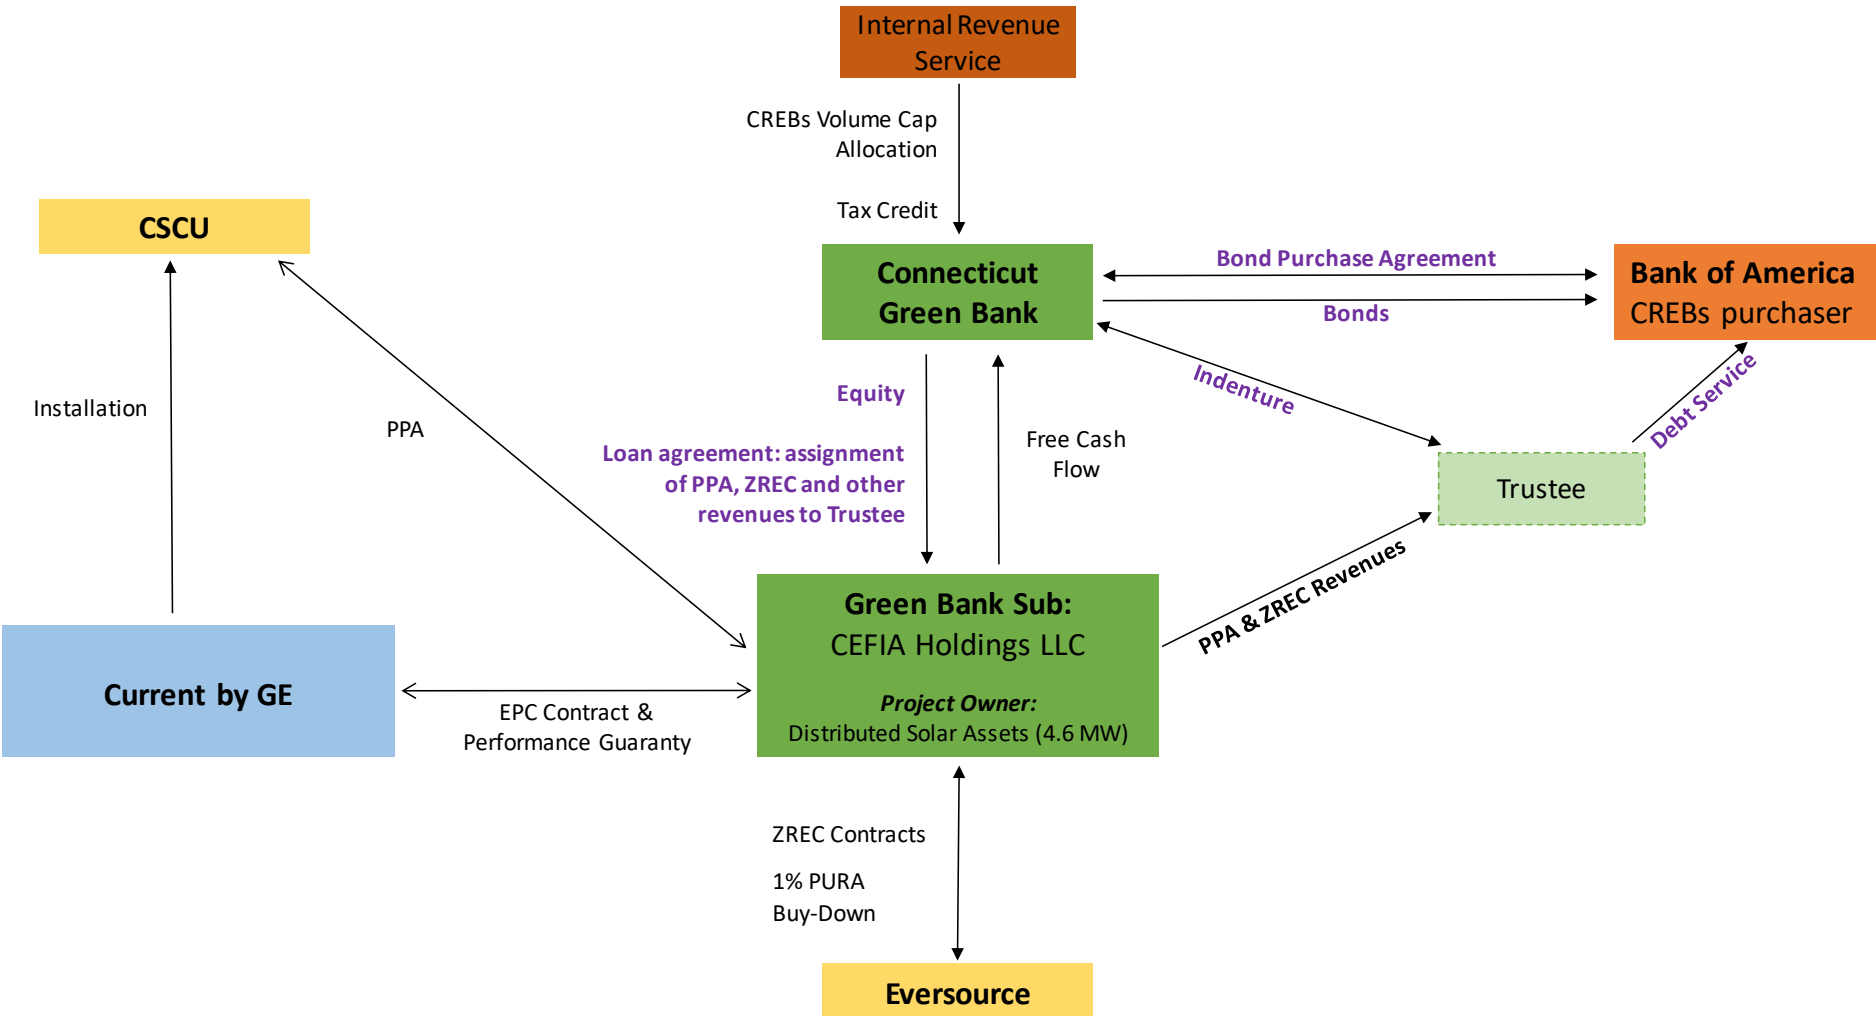 Internal Revenue
Service
CREBs Volume Cap
Allocation
Tax Credit
CSCU
Connecticut
Green Bank
Bond Purchase Agreement
Bonds
Bank of America
CREBs purchaser
Installation
PPA
Equity
Loan agreement: assignment
of PPA, ZREC and other
revenues to Trustee
Free Cash
Flow
Indenture
Debt Service
Trustee
PPA & ZREC Revenues
Current by GE
EPC Contract &
Performance Guaranty
Green Bank Sub:
CEFIA Holdings LLC
Project Owner:
Distributed Solar Assets (4.6 MW)
ZREC Contracts
1% PURA
Buy-Down
Eversource